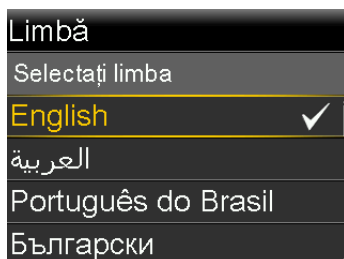 Limbă
Selectați limba
English
العربية
Português do Brasil
Български